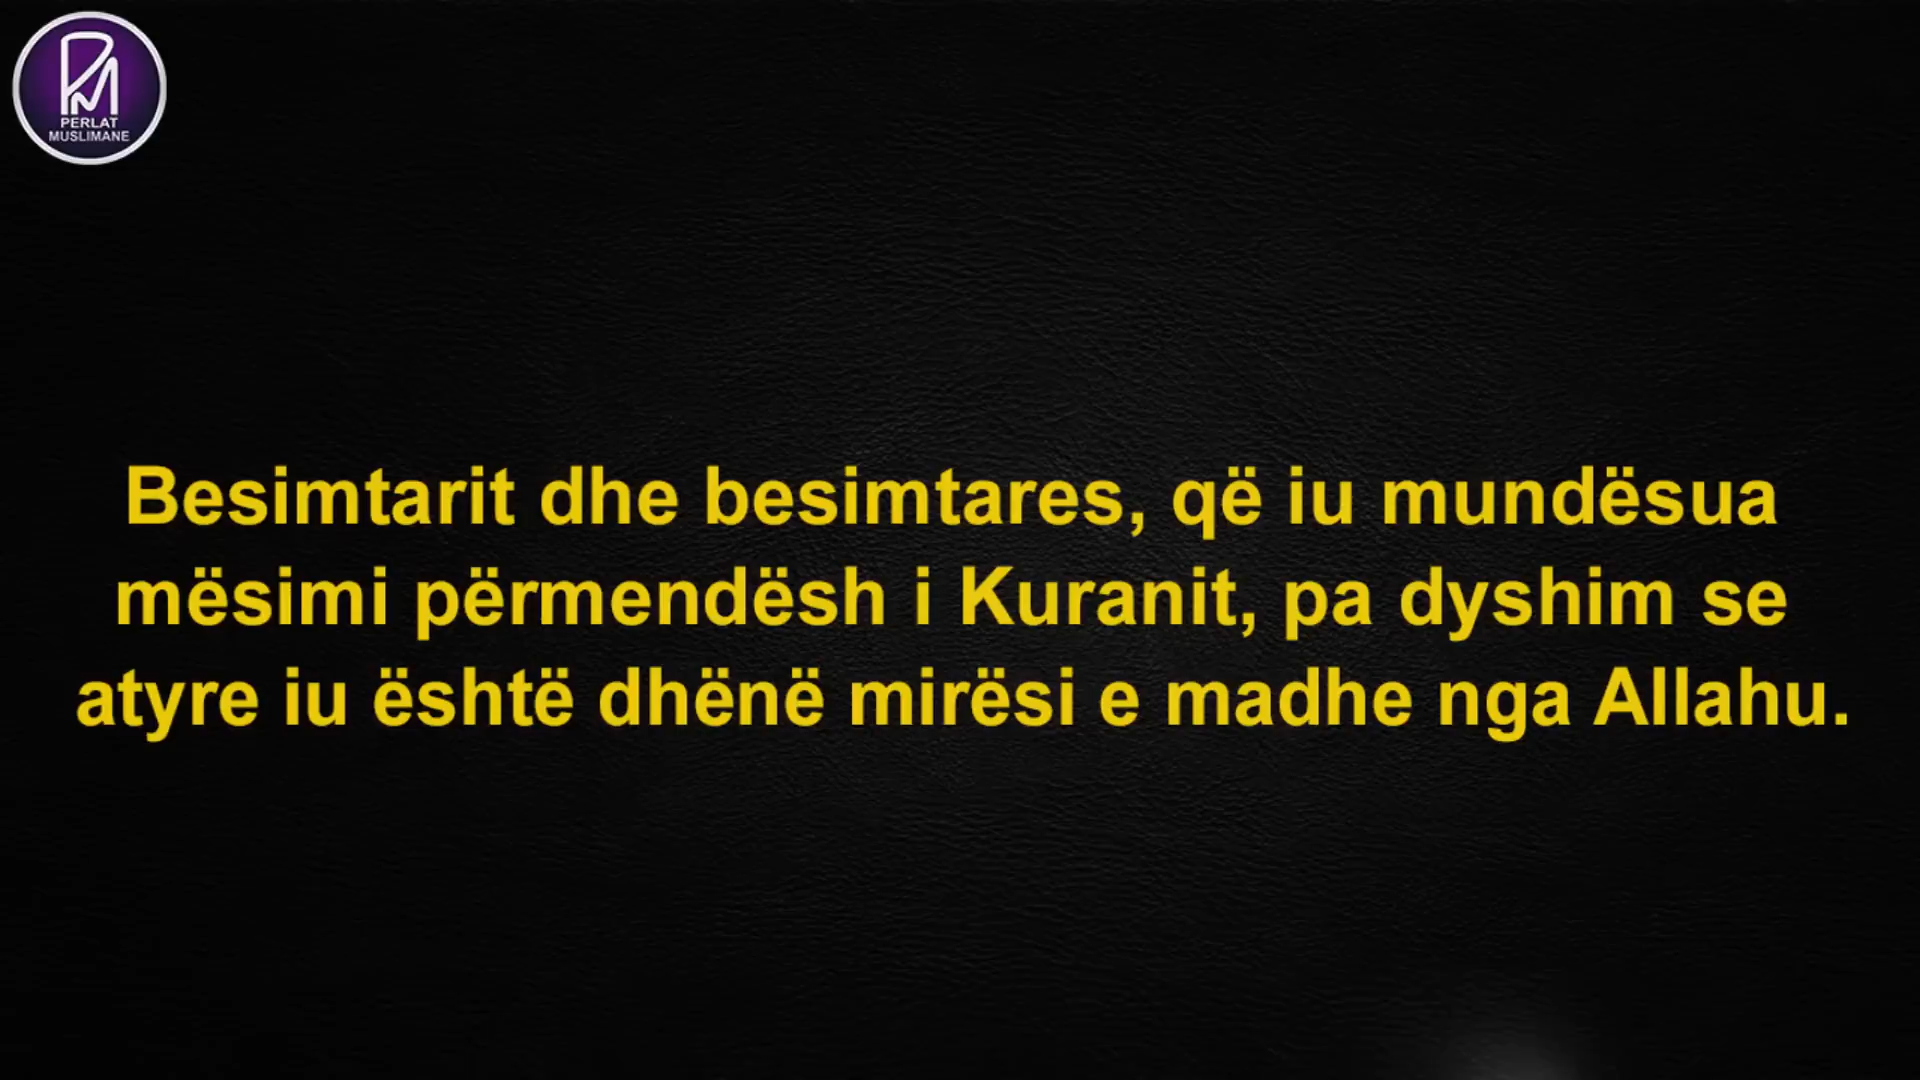 PERLAT
MUSLIMANE
Besimtarit dhe besimtares, që iu mundësua
mësimi përmendësh i Kuranit, pa dyshim se
atyre iu është dhënë mirësi e madhe nga Allahu.